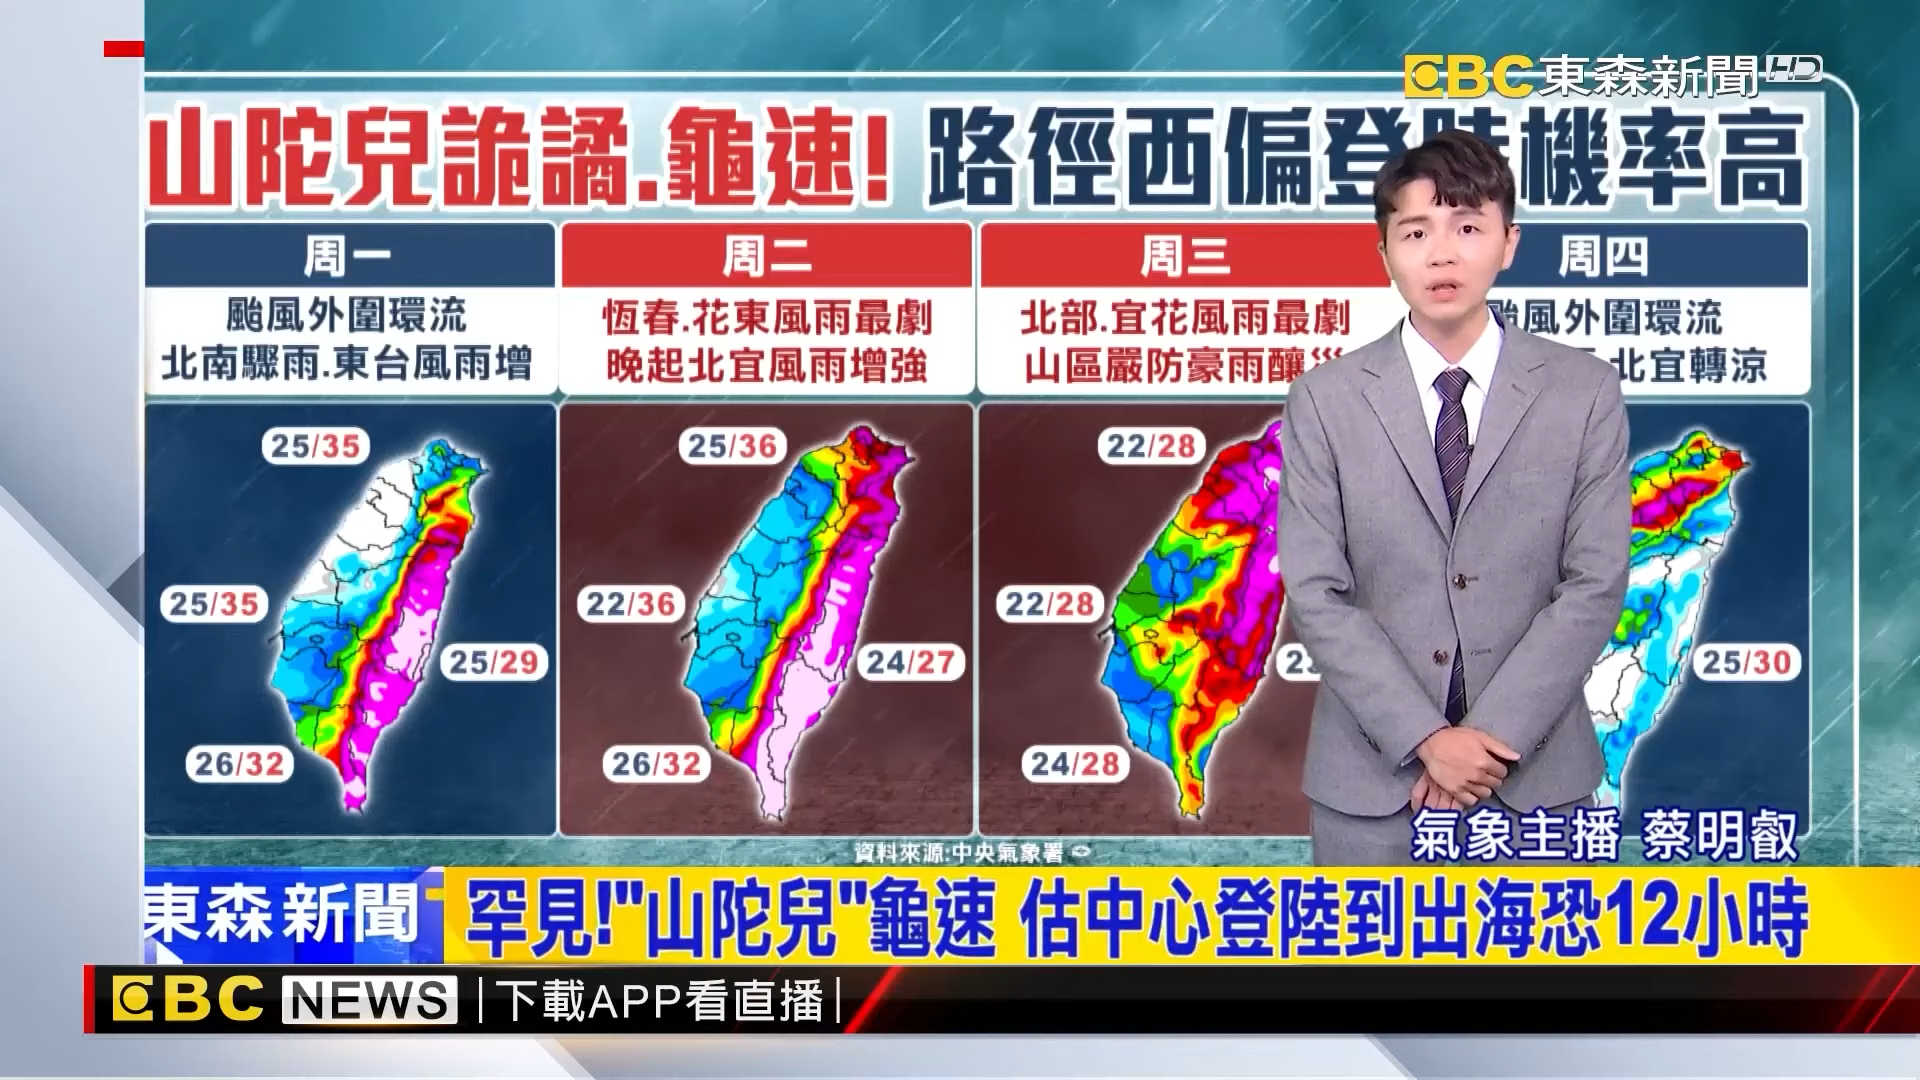 EBC東森新聞HD
山陀兒詭譎.龜速! 路徑西偏登陸機率高
周一
周二
周三
周四
颱風外圍環流
北南驟雨.東台風雨增
恆春.花東風雨最劇
晚起北宜風雨增強
北部.宜花風雨最劇
山區嚴防豪雨釀災
颱風外圍環流
北宜轉涼
25/35
25/35
25/29
26/32
25/36
22/36
24/27
26/32
22/28
22/28
24/28
25/30
資料來源:中央氣象署
氣象主播 蔡明叡
東森新聞
罕見!"山陀兒"龜速 估中心登陸到出海恐12小時
EBC NEWS |下載APP看直播|